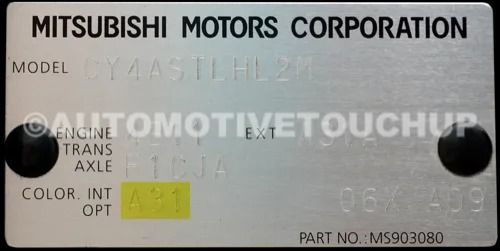 MITSUBISHI MOTORS CORPORATION
MODEL CY4ASTLHL2M
©AUTOMOTIVETOUCHUP
ENGINE EXT
TRANS
AXLE F1CJA
COLOR. INT
OPT A31 06X A09
PART NO.: MS903080